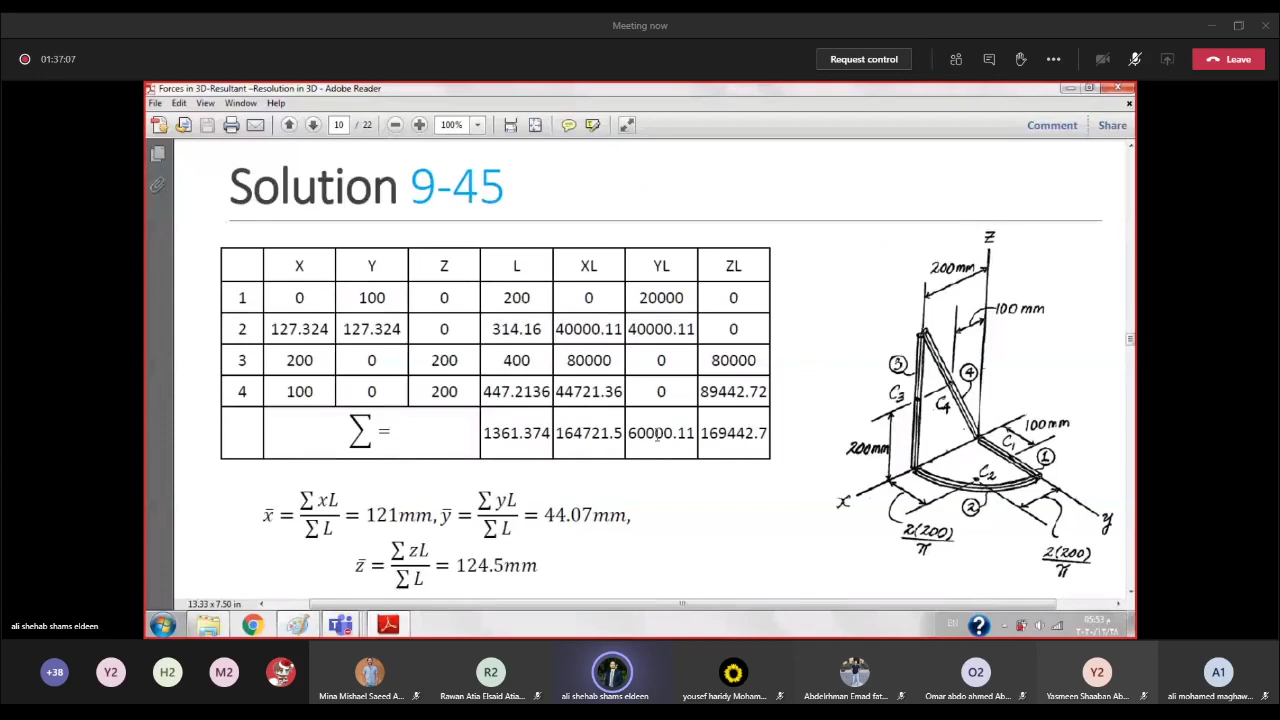 Meeting now
01:37:07
Request control
Leave
Forces in 3D-Resultant –Resolution in 3D - Adobe Reader
File Edit View Window Help
10 / 22 100% Comment Share
Solution 9-45
X Y Z L XL YL ZL
1 0 100 0 200 0 20000 0
2 127.324 127.324 0 314.16 40000.11 40000.11 0
3 200 0 200 400 80000 0 80000
4 100 0 200 447.2136 44721.36 0 89442.72
∑ = 1361.374 164721.5 60000.11 169442.7
x̄ = ∑ xL / ∑ L = 121mm, ȳ = ∑ yL / ∑ L = 44.07mm,
z̄ = ∑ zL / ∑ L = 124.5mm
Z
200mm
100 mm
3
4
C3
C4
100mm
C1
1
200mm
C2
X
2
y
2(200)/π
2(200)/π
13.33 x 7.50 in
EN
05:53 م
٢٠٢٠/١٢/٢٨
ali shehab shams eldeen
+38
Y2
H2
M2
Mina Mishael Saeed A...
R2
Rawan Atia Elsaid Atia...
ali shehab shams eldeen
yousef haridy Moham...
Abdelrhman Emad fat...
O2
Omar abdo ahmed Ab...
Y2
Yasmeen Shaaban Ab...
A1
ali mohamed maghaw...